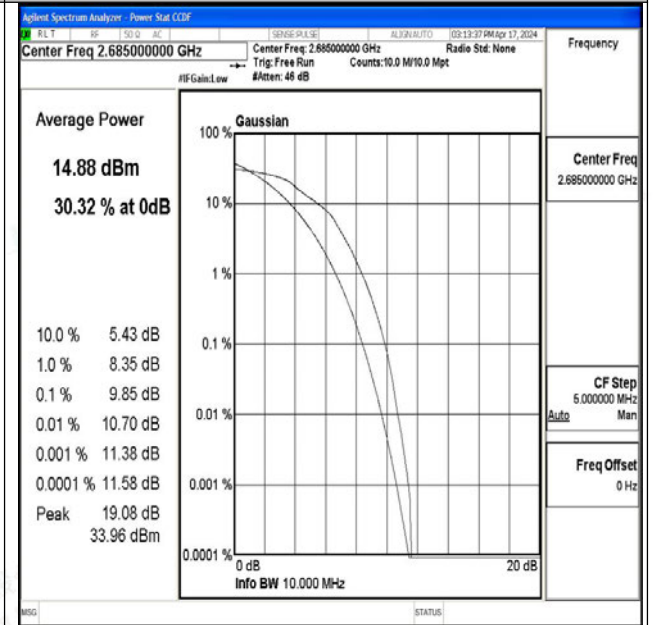 Agilent Spectrum Analyzer - Power Stat CCDF
RLT RF 50 Ω AC SENSE:PULSE ALIGN AUTO 03:13:37 PM Apr 17, 2024
Center Freq 2.685000000 GHz
Center Freq: 2.685000000 GHz Radio Std: None
Trig: Free Run Counts:10.0 M/10.0 Mpt
#IFGain:Low #Atten: 46 dB
Frequency
Average Power
14.88 dBm
30.32 % at 0dB
10.0 % 5.43 dB
1.0 % 8.35 dB
0.1 % 9.85 dB
0.01 % 10.70 dB
0.001 % 11.38 dB
0.0001 % 11.58 dB
Peak 19.08 dB
33.96 dBm
Gaussian
100 %
10 %
1 %
0.1 %
0.01 %
0.001 %
0.0001 %
0 dB 20 dB
Info BW 10.000 MHz
Center Freq
2.685000000 GHz
CF Step
5.000000 MHz
Auto Man
Freq Offset
0 Hz
MSG STATUS